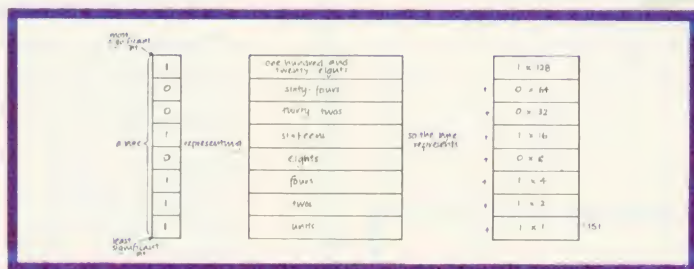 most
significant
bit
a byte
1
0
0
1
0
1
1
1
least
significant
bit
representing
one hundred and
twenty eights
sixty fours
thirty twos
sixteens
eights
fours
twos
units
so the byte
represents
1 x 128
+ 0 x 64
+ 0 x 32
+ 1 x 16
+ 0 x 8
+ 1 x 4
+ 1 x 2
+ 1 x 1
151